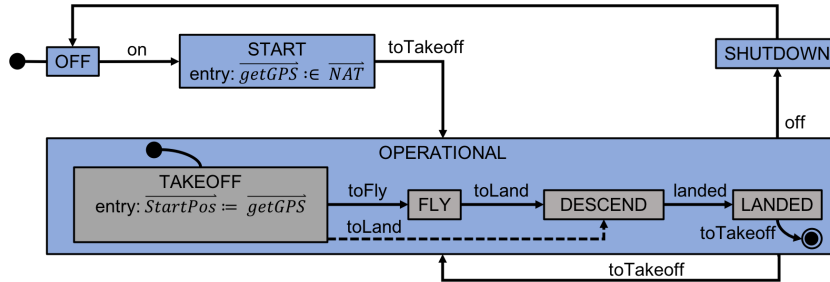 OFF
on
START
entry: getGPS :∈ NAT
toTakeoff
SHUTDOWN
off
OPERATIONAL
TAKEOFF
entry: StartPos := getGPS
toFly
FLY
toLand
DESCEND
landed
LANDED
toLand
toTakeoff
toTakeoff